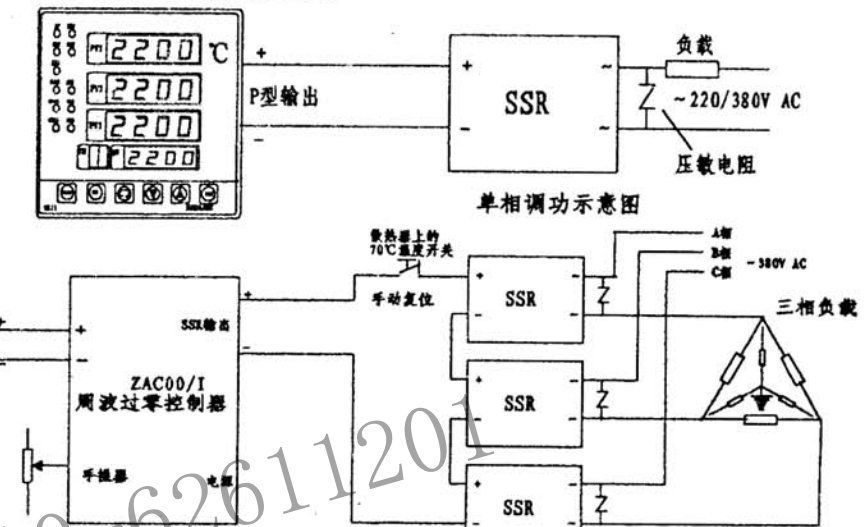 2200 ℃
2200
2200
2200
+
P型输出
−
+
−
SSR
~
~
负载
~220/380V AC
压敏电阻
单相调功示意图
散热器上的
70℃温度开关
手动复位
A相
B相
C相
~380V AC
三相负载
+
−
SSR输出
+
−
ZAC00/I
周波过零控制器
手操器
电源
+
−
SSR
+
−
SSR
+
SSR
62611201